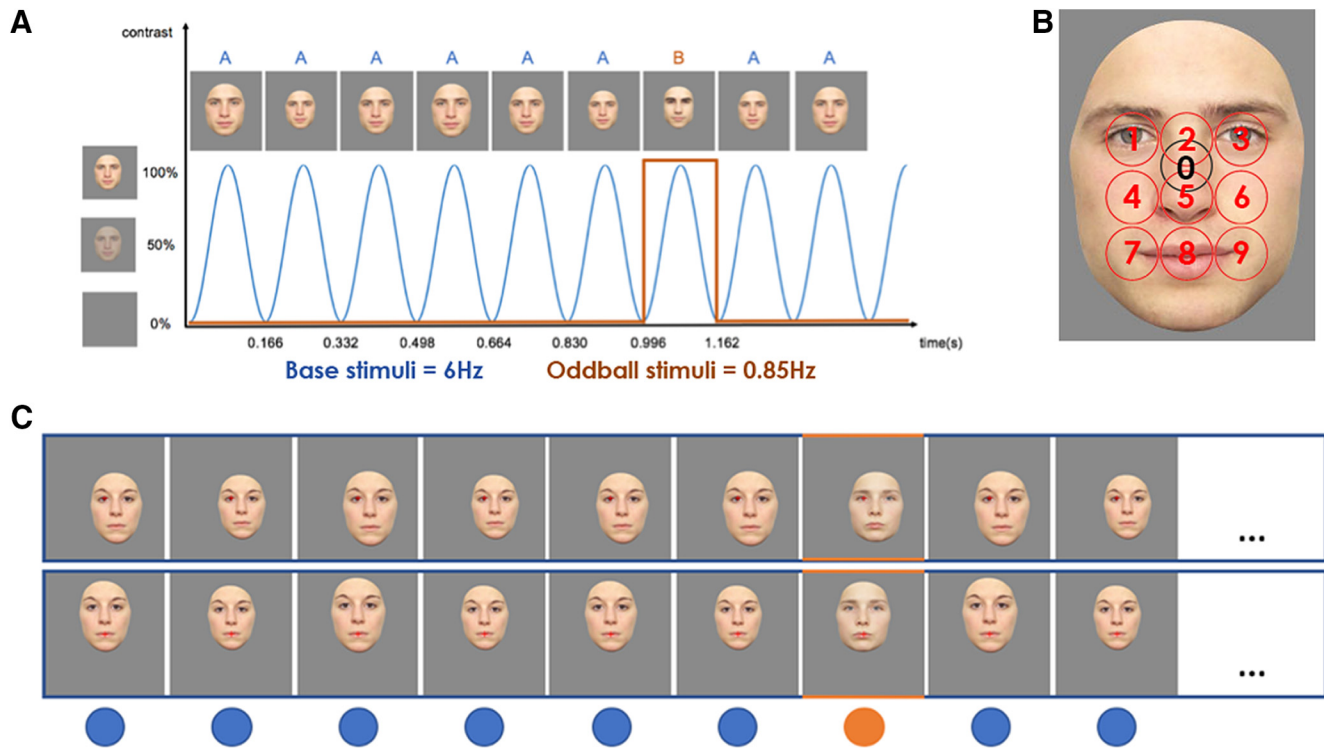 A
contrast
A A A A A A B A A
100%
50%
0%
0.166 0.332 0.498 0.664 0.830 0.996 1.162 time(s)
Base stimuli = 6Hz Oddball stimuli = 0.85Hz
B
1 2 3
0
4 5 6
7 8 9
C
...
...